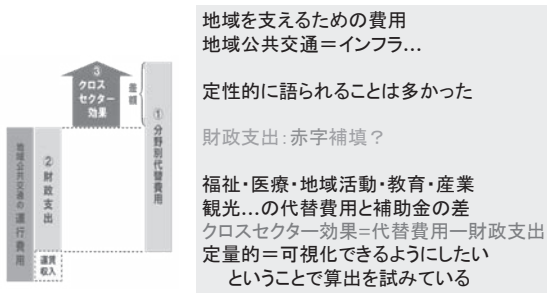 ③
クロス
セクター
効果
差額
①分野別代替費用
②財政支出
地域公共交通の運行費用
運賃
収入
地域を支えるための費用
地域公共交通＝インフラ…
定性的に語られることは多かった
財政支出：赤字補填？
福祉・医療・地域活動・教育・産業
観光…の代替費用と補助金の差
クロスセクター効果=代替費用ー財政支出
定量的＝可視化できるようにしたい
ということで算出を試みている